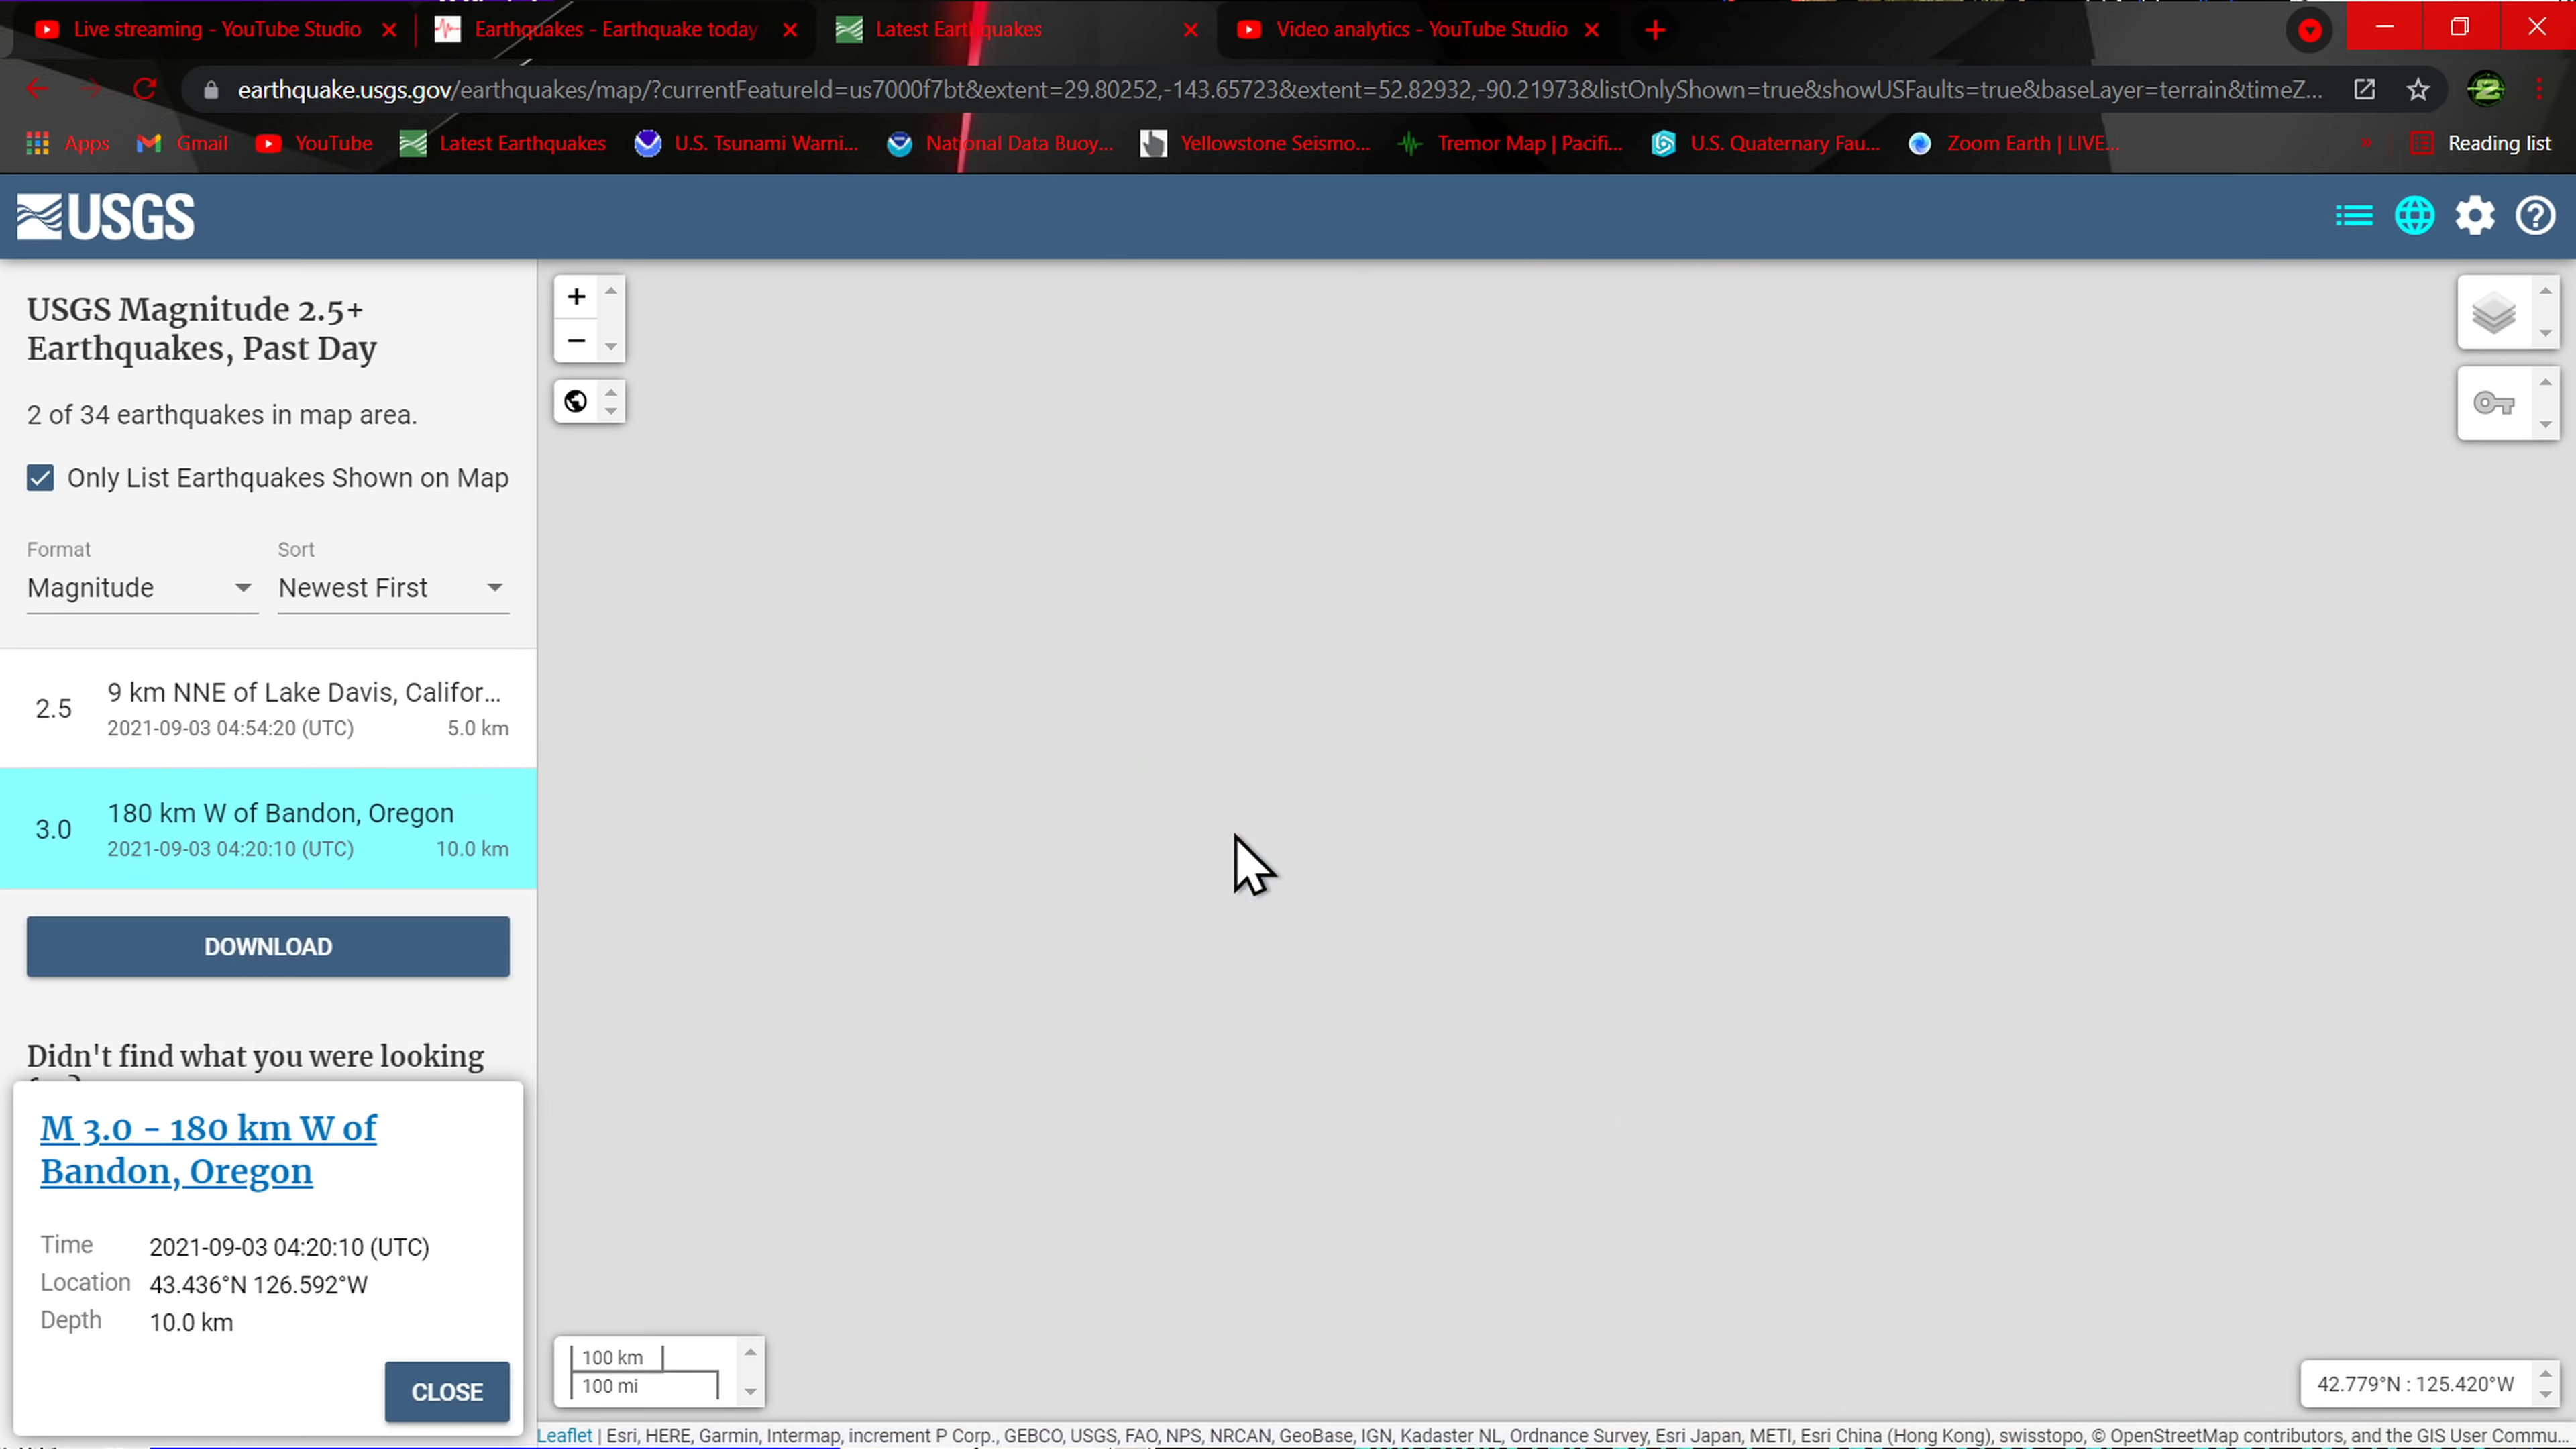 Live streaming - YouTube Studio
Earthquakes - Earthquake today
Latest Earthquakes
Video analytics - YouTube Studio
earthquake.usgs.gov/earthquakes/map/?currentFeatureId=us7000f7bt&extent=29.80252,-143.65723&extent=52.82932,-90.21973&listOnlyShown=true&showUSFaults=true&baseLayer=terrain&timeZ...
Apps
Gmail
YouTube
Latest Earthquakes
U.S. Tsunami Warni...
National Data Buoy...
Yellowstone Seismo...
Tremor Map | Pacifi...
U.S. Quaternary Fau...
Zoom Earth | LIVE...
Reading list
USGS
USGS Magnitude 2.5+
Earthquakes, Past Day
2 of 34 earthquakes in map area.
Only List Earthquakes Shown on Map
Format
Sort
Magnitude
Newest First
2.5
9 km NNE of Lake Davis, Califor...
2021-09-03 04:54:20 (UTC)
5.0 km
3.0
180 km W of Bandon, Oregon
2021-09-03 04:20:10 (UTC)
10.0 km
DOWNLOAD
Didn't find what you were looking
M 3.0 - 180 km W of
Bandon, Oregon
Time 2021-09-03 04:20:10 (UTC)
Location 43.436°N 126.592°W
Depth 10.0 km
CLOSE
+
−
100 km
100 mi
42.779°N : 125.420°W
Leaflet | Esri, HERE, Garmin, Intermap, increment P Corp., GEBCO, USGS, FAO, NPS, NRCAN, GeoBase, IGN, Kadaster NL, Ordnance Survey, Esri Japan, METI, Esri China (Hong Kong), swisstopo, © OpenStreetMap contributors, and the GIS User Commu...